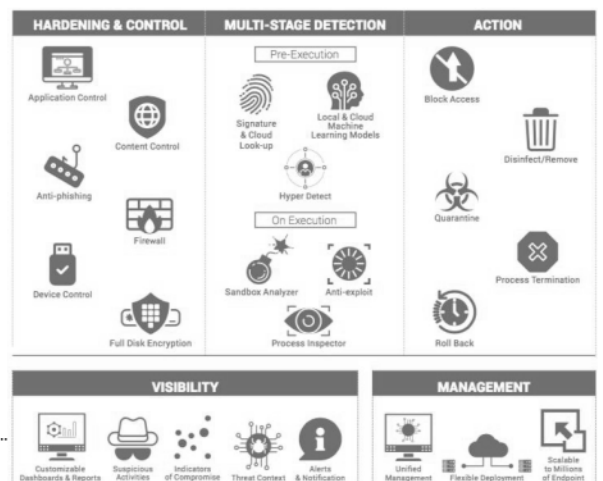 HARDENING & CONTROL
Application Control
Content Control
Anti-phishing
Firewall
Device Control
Full Disk Encryption
MULTI-STAGE DETECTION
Pre-Execution
Signature
& Cloud
Look-up
Local & Cloud
Machine
Learning Models
Hyper Detect
On Execution
Sandbox Analyzer
Anti-exploit
Process Inspector
ACTION
Block Access
Disinfect/Remove
Quarantine
Process Termination
Roll Back
VISIBILITY
..
Customizable
Dashboards & Reports
Suspicious
Activities
Indicators
of Compromise
Threat Context
Alerts
& Notification
MANAGEMENT
Unified
Management
Flexible Deployment
Scalable
to Millions
of Endpoint